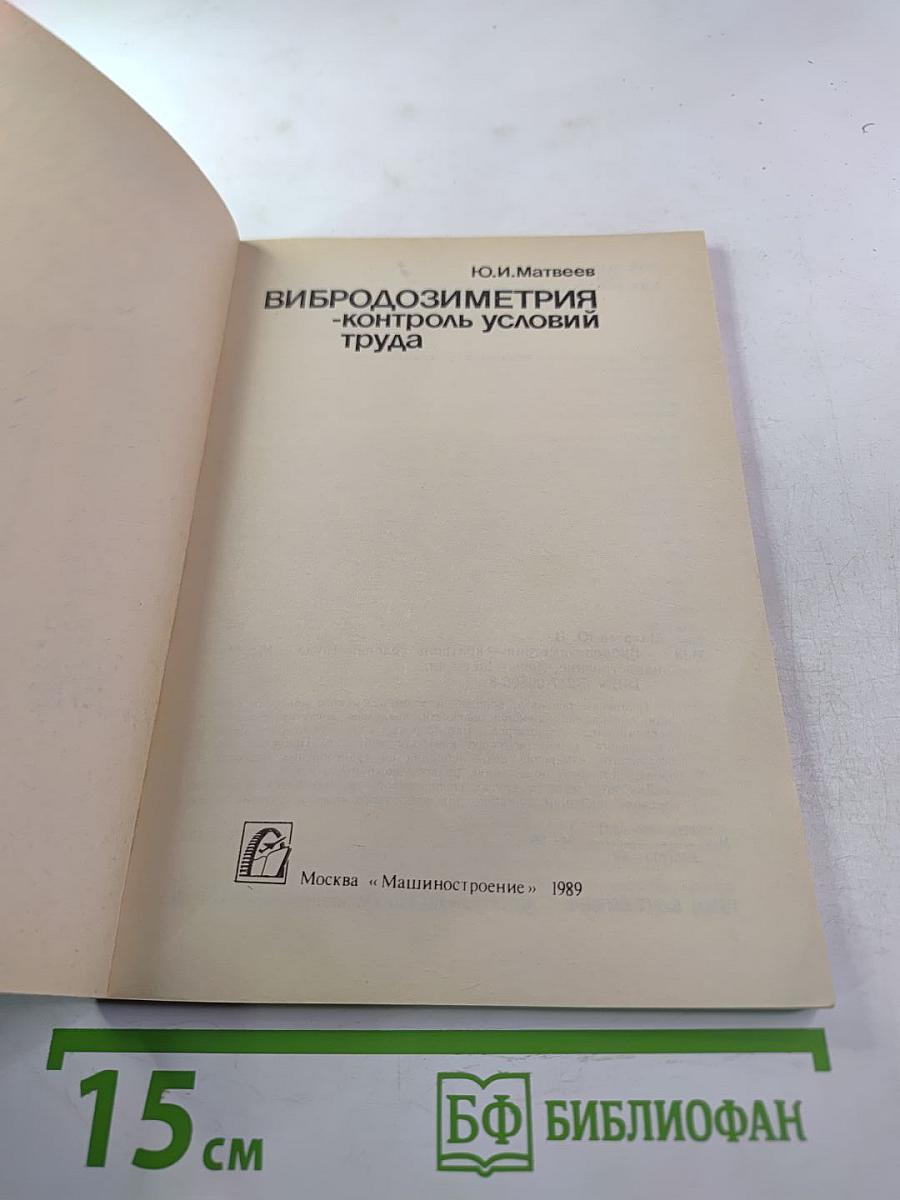 Ю.И.Матвеев
ВИБРОДОЗИМЕТРИЯ
-контроль условий
труда
Москва «Машиностроение» 1989
15 см
БФ БИБЛИОФАН